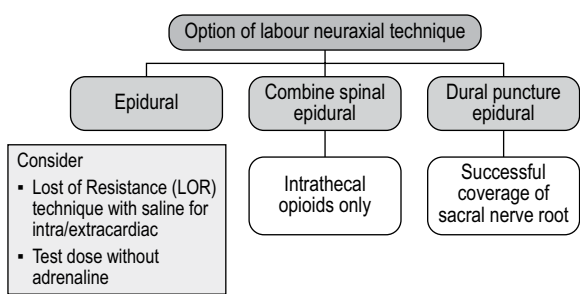 Option of labour neuraxial technique
Epidural
Combine spinal
epidural
Dural puncture
epidural
Consider
▪ Lost of Resistance (LOR)
technique with saline for
intra/extracardiac
▪ Test dose without
adrenaline
Intrathecal
opioids only
Successful
coverage of
sacral nerve root